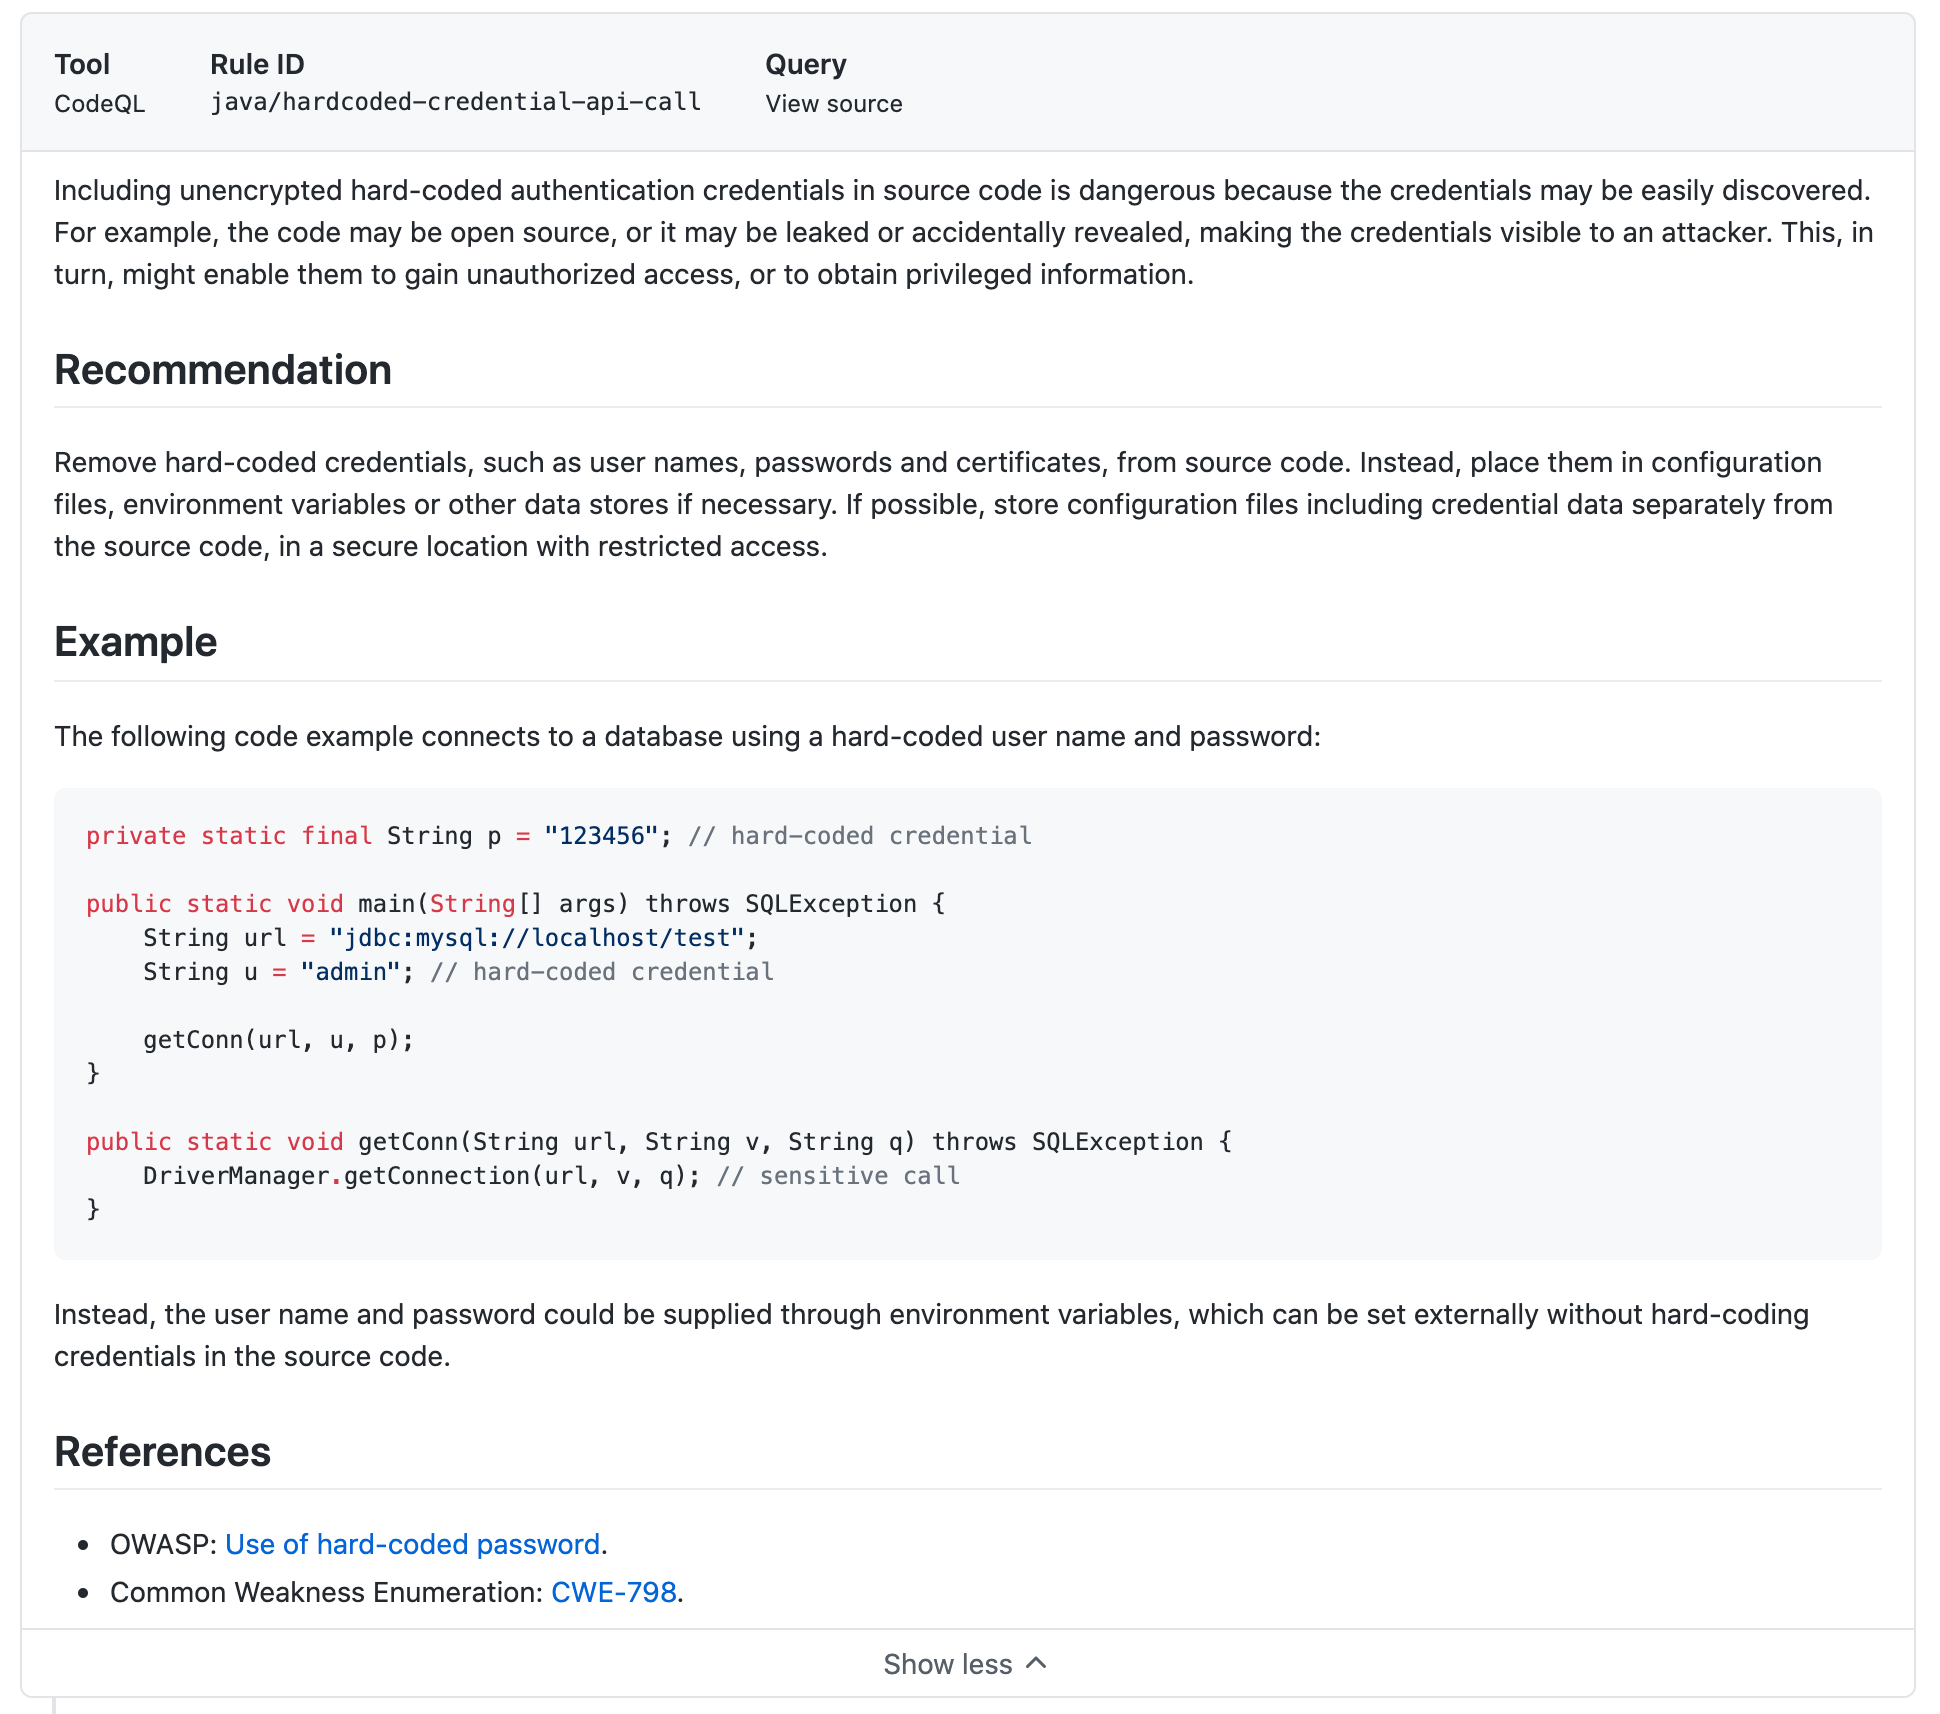 Tool Rule ID Query
CodeQL java/hardcoded-credential-api-call View source
Including unencrypted hard-coded authentication credentials in source code is dangerous because the credentials may be easily discovered.
For example, the code may be open source, or it may be leaked or accidentally revealed, making the credentials visible to an attacker. This, in
turn, might enable them to gain unauthorized access, or to obtain privileged information.
Recommendation
Remove hard-coded credentials, such as user names, passwords and certificates, from source code. Instead, place them in configuration
files, environment variables or other data stores if necessary. If possible, store configuration files including credential data separately from
the source code, in a secure location with restricted access.
Example
The following code example connects to a database using a hard-coded user name and password:
private static final String p = "123456"; // hard-coded credential
public static void main(String[] args) throws SQLException {
    String url = "jdbc:mysql://localhost/test";
    String u = "admin"; // hard-coded credential
    getConn(url, u, p);
}
public static void getConn(String url, String v, String q) throws SQLException {
    DriverManager.getConnection(url, v, q); // sensitive call
}
Instead, the user name and password could be supplied through environment variables, which can be set externally without hard-coding
credentials in the source code.
References
• OWASP: Use of hard-coded password.
• Common Weakness Enumeration: CWE-798.
Show less